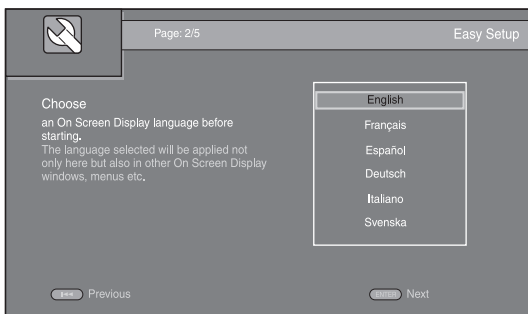 Page: 2/5
Easy Setup
Choose
an On Screen Display language before
starting.
The language selected will be applied not
only here but also in other On Screen Display
windows, menus etc.
English
Français
Español
Deutsch
Italiano
Svenska
Previous
ENTER Next